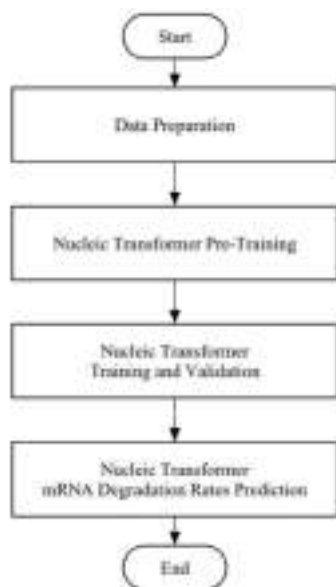 Start
Data Preparation
Nucleic Transformer Pre-Training
Nucleic Transformer
Training and Validation
Nucleic Transformer
mRNA Degradation Rates Prediction
End